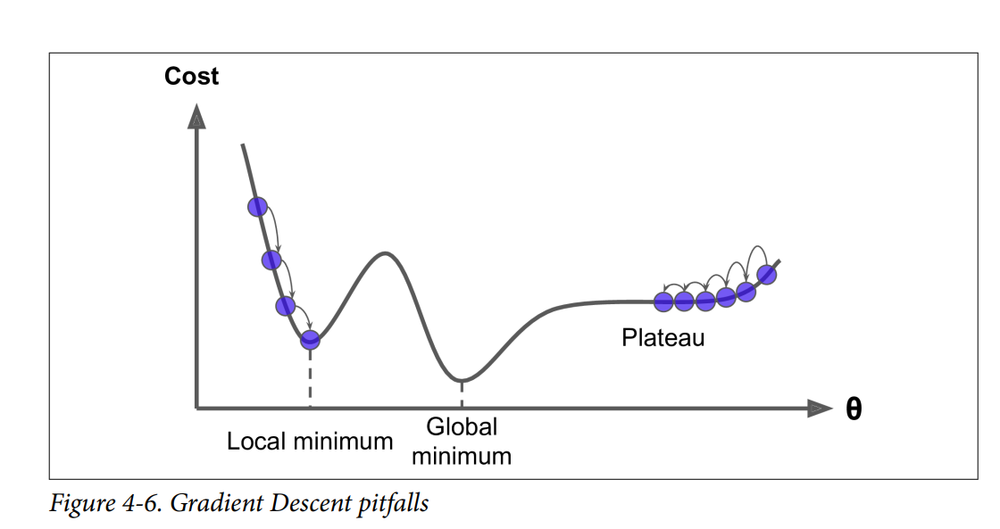 Cost
Plateau
θ
Local minimum
Global
minimum
Figure 4-6. Gradient Descent pitfalls